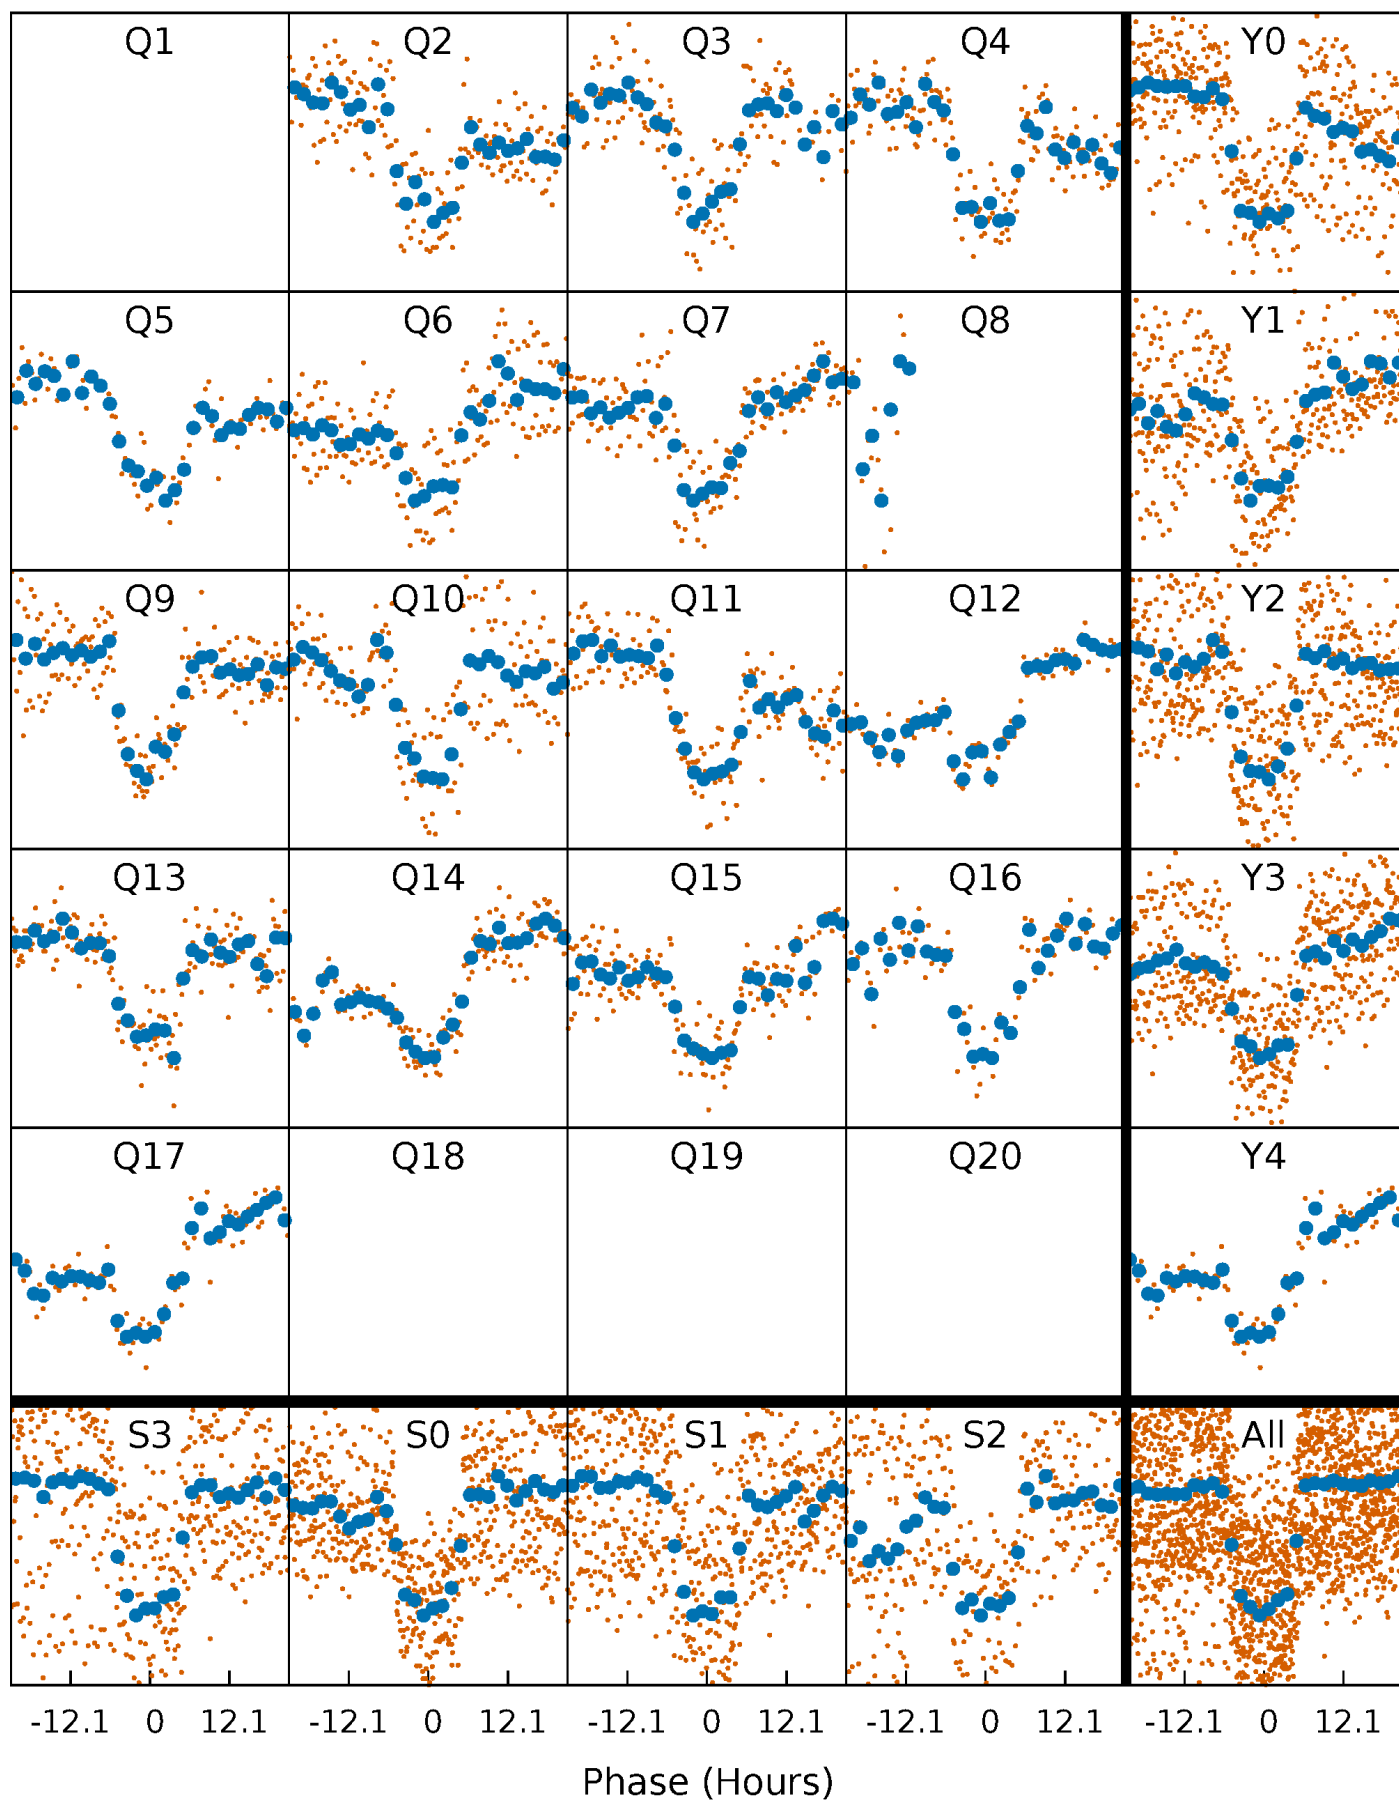 Q1 Q2 Q3 Q4 Y0
Q5 Q6 Q7 Q8 Y1
Q9 Q10 Q11 Q12 Y2
Q13 Q14 Q15 Q16 Y3
Q17 Q18 Q19 Q20 Y4
S3 S0 S1 S2 All
-12.1 0 12.1 -12.1 0 12.1 -12.1 0 12.1 -12.1 0 12.1 -12.1 0 12.1
Phase (Hours)